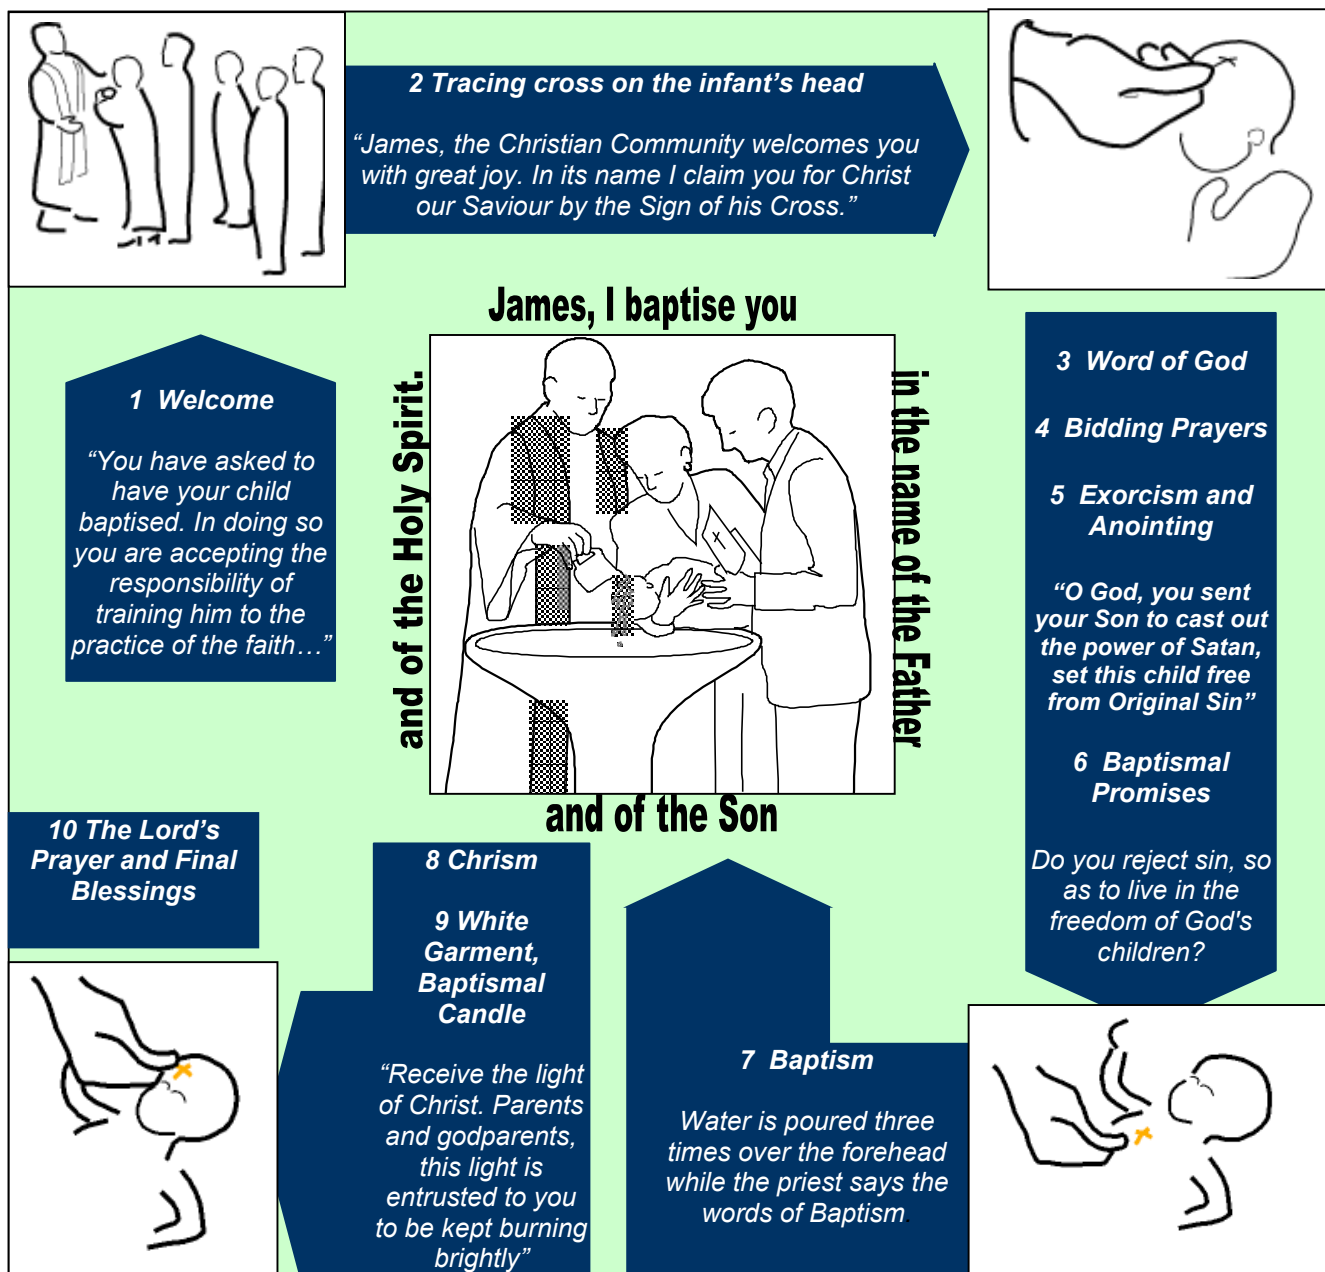 1 Welcome
“You have asked to
have your child
baptised. In doing so
you are accepting the
responsibility of
training him to the
practice of the faith…”
2 Tracing cross on the infant’s head
“James, the Christian Community welcomes you
with great joy. In its name I claim you for Christ
our Saviour by the Sign of his Cross.”
3 Word of God
4 Bidding Prayers
5 Exorcism and
Anointing
“O God, you sent
your Son to cast out
the power of Satan,
set this child free
from Original Sin”
6 Baptismal
Promises
Do you reject sin, so
as to live in the
freedom of God's
children?
7 Baptism
Water is poured three
times over the forehead
while the priest says the
words of Baptism.
James, I baptise you
in the name of the Father
and of the Son
and of the Holy Spirit.
8 Chrism
9 White
Garment,
Baptismal
Candle
“Receive the light
of Christ. Parents
and godparents,
this light is
entrusted to you
to be kept burning
brightly”
10 The Lord’s
Prayer and Final
Blessings